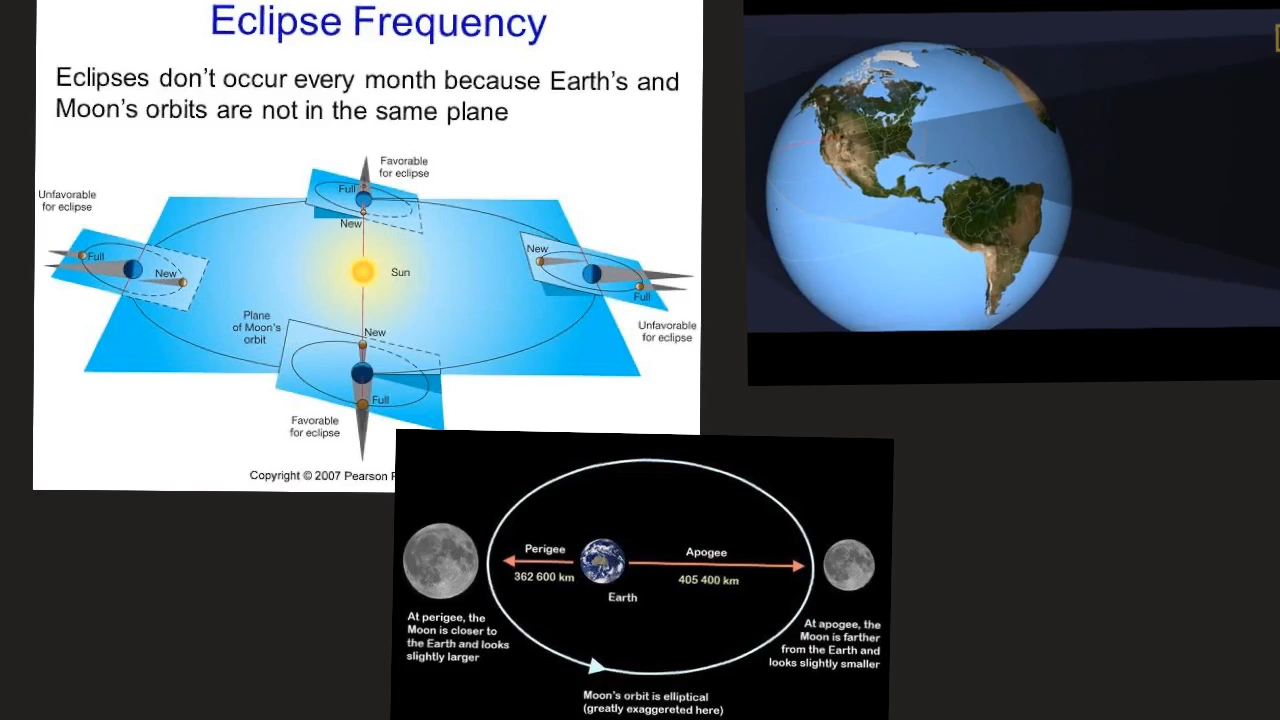 Eclipse Frequency
Eclipses don't occur every month because Earth's and
Moon's orbits are not in the same plane
Favorable
for eclipse
Unfavorable
for eclipse
Full
New
Full
New
Sun
New
Full
Unfavorable
for eclipse
Plane
of Moon's
orbit
New
Full
Favorable
for eclipse
Copyright © 2007 Pearson
Perigee
362 600 km
Apogee
405 400 km
Earth
At perigee, the
Moon is closer to
the Earth and looks
slightly larger
At apogee, the
Moon is farther
from the Earth and
looks slightly smaller
Moon's orbit is elliptical
(greatly exaggereted here)